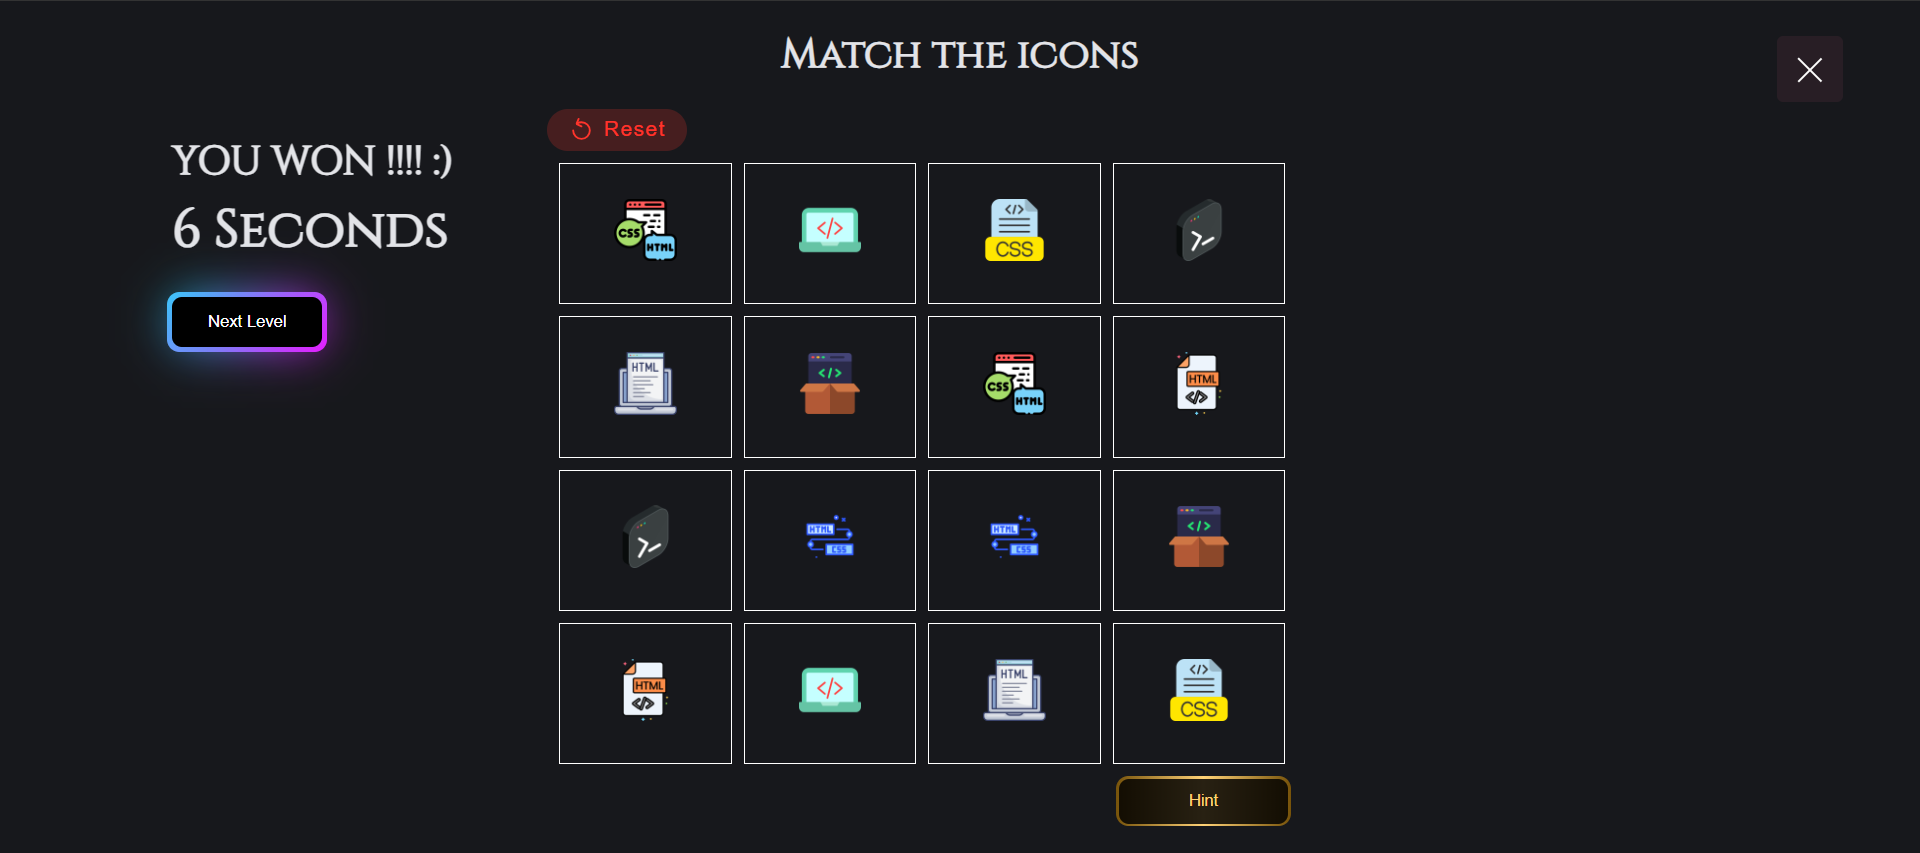 Match the icons
Reset
YOU WON !!!! :)
6 Seconds
Next Level
CSS
HTML
</>
</>
CSS
HTML
</>
CSS
HTML
HTML
</>
HTML
CSS
HTML
CSS
</>
HTML
</>
</>
HTML
</>
CSS
Hint